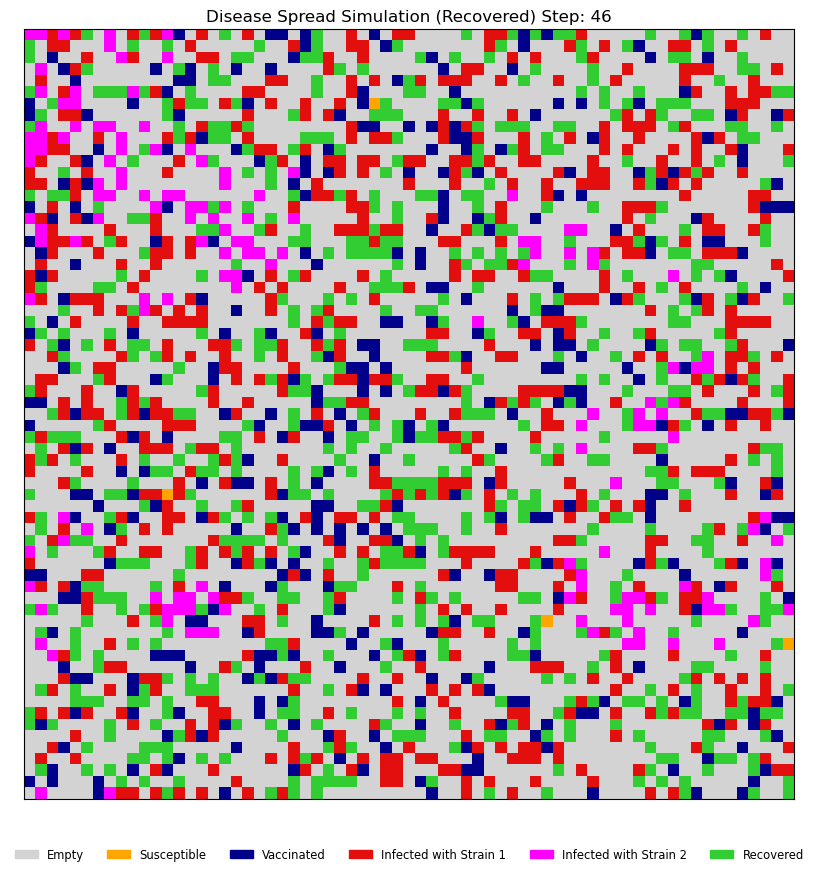 Disease Spread Simulation (Recovered) Step: 46
Empty Susceptible Vaccinated Infected with Strain 1 Infected with Strain 2 Recovered